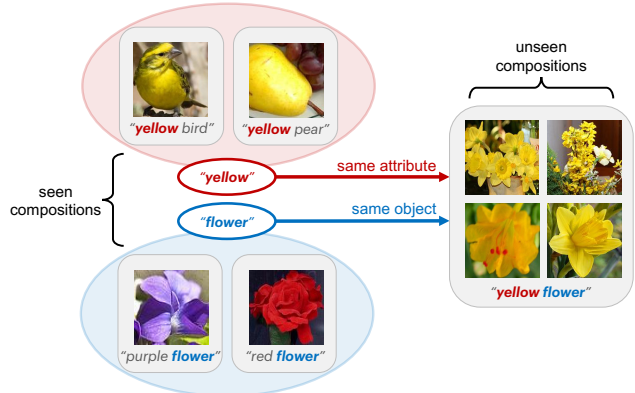 "yellow bird"
"yellow pear"
unseen
compositions
"yellow"
same attribute
seen
compositions
"flower"
same object
"purple flower"
"red flower"
"yellow flower"